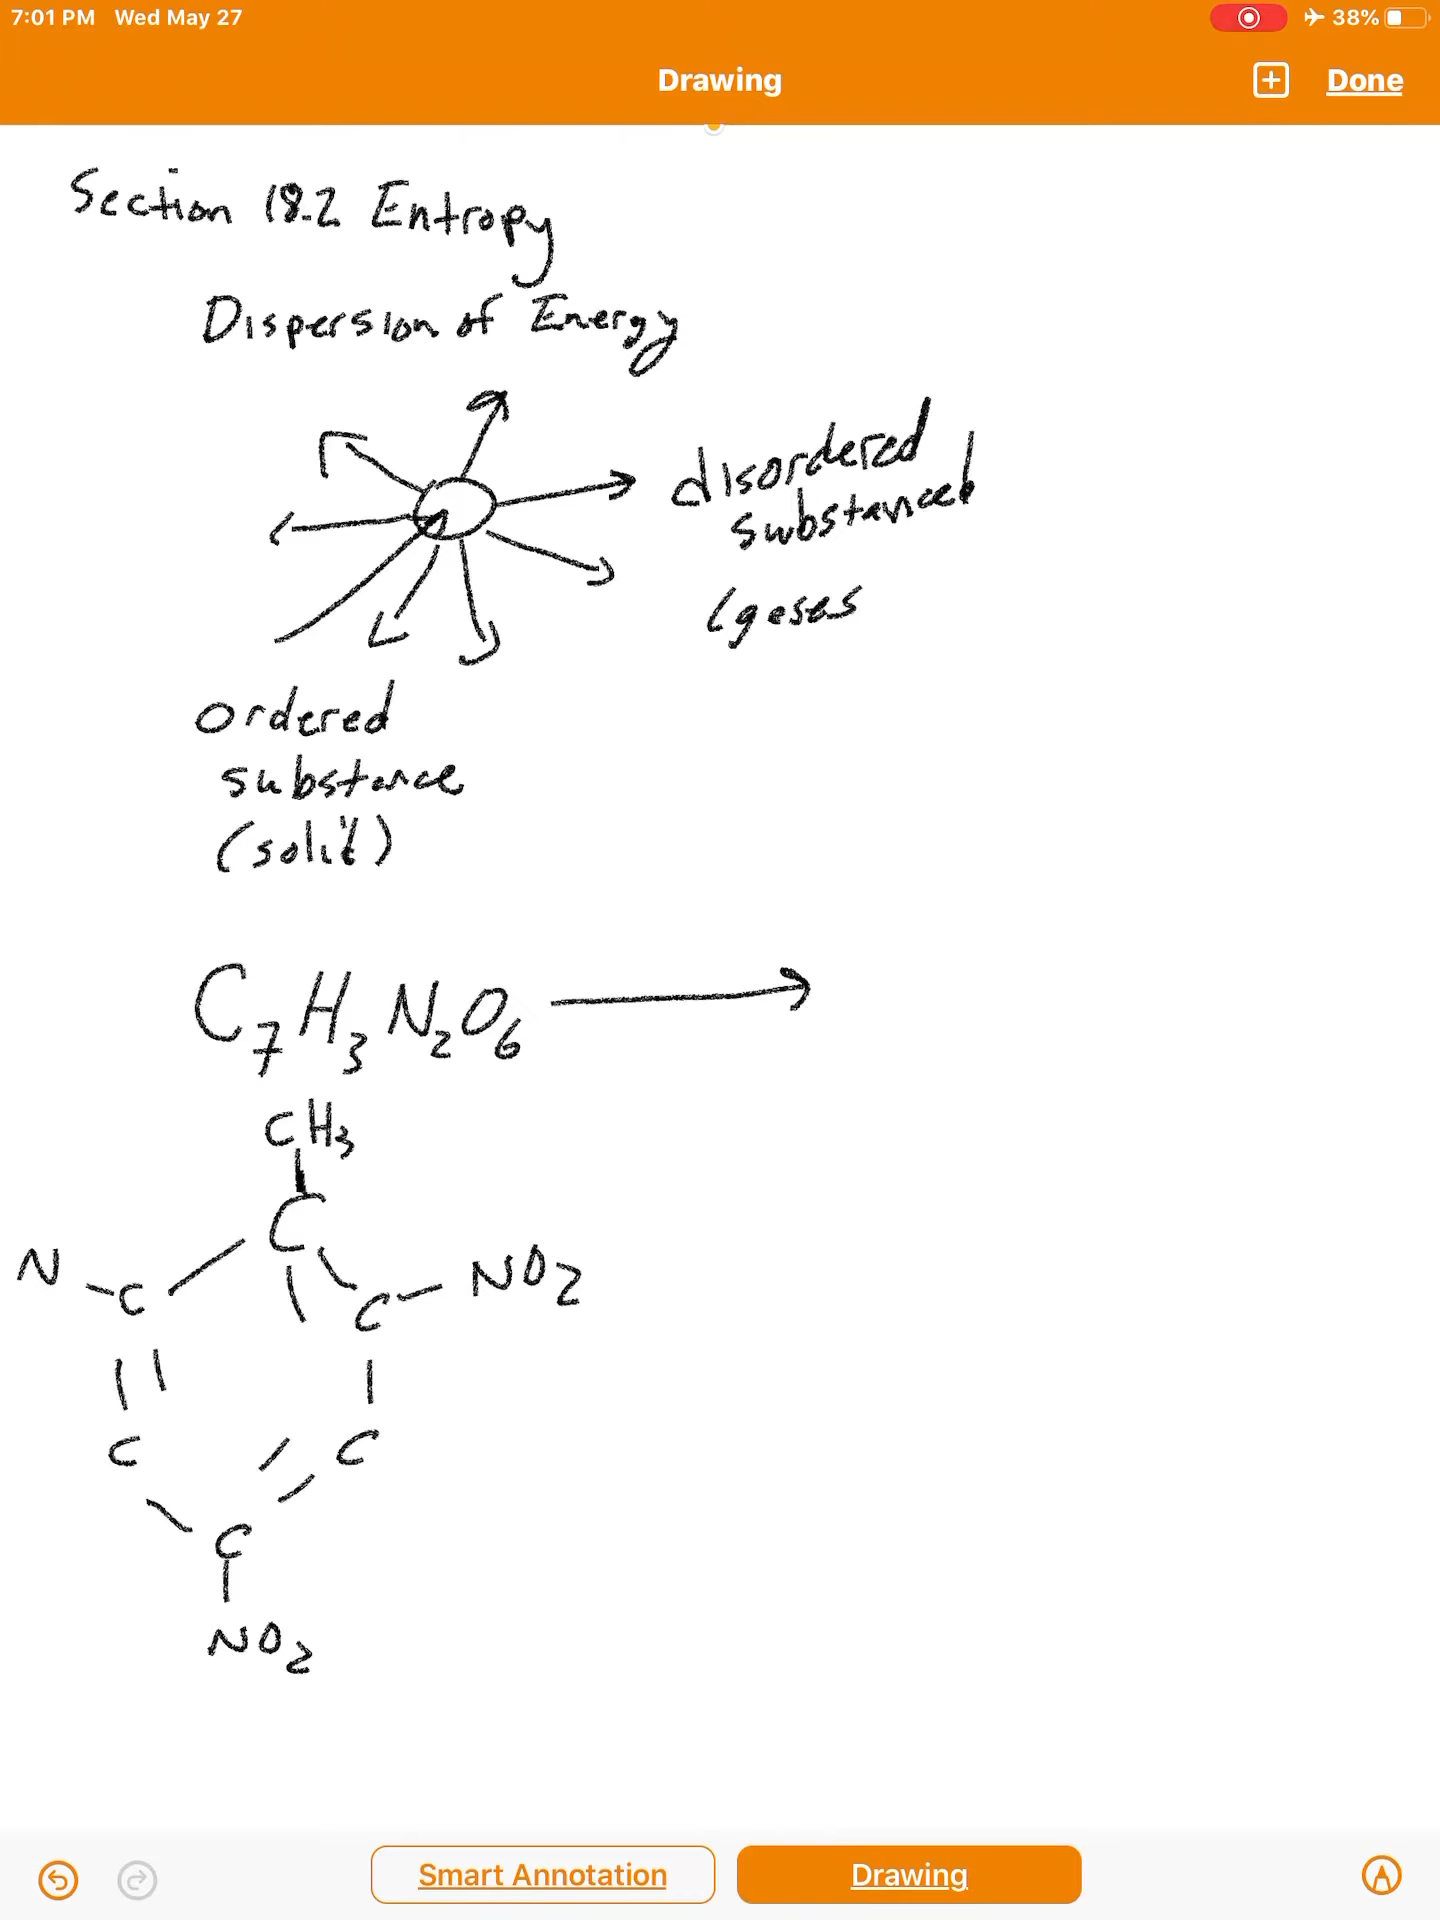 7:01 PM Wed May 27
38%
Drawing
Done
Section 18.2 Entropy
Dispersion of Energy
disordered
substances
(gases
ordered
substance
(solid)
C7H3N2O6
CH3
C
N
C
C
NO2
C
C
C
NO2
Smart Annotation
Drawing